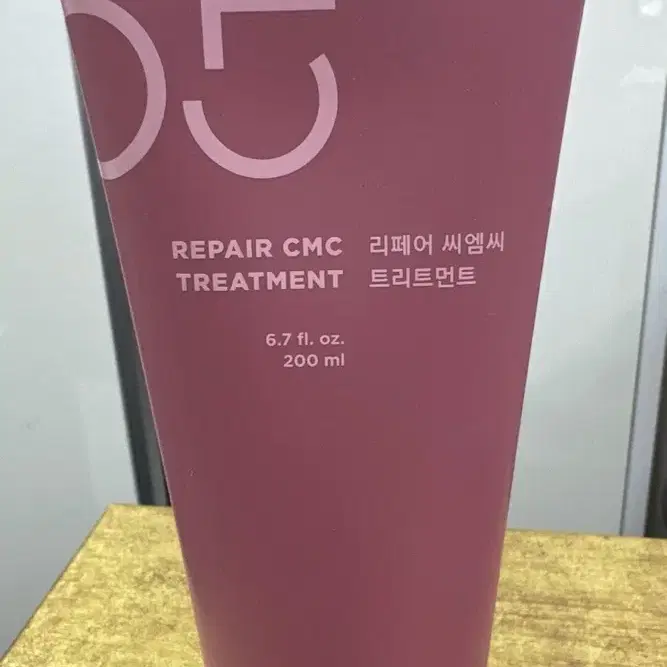 05
REPAIR CMC
TREATMENT
리페어 씨엠씨
트리트먼트
6.7 fl. oz.
200 ml